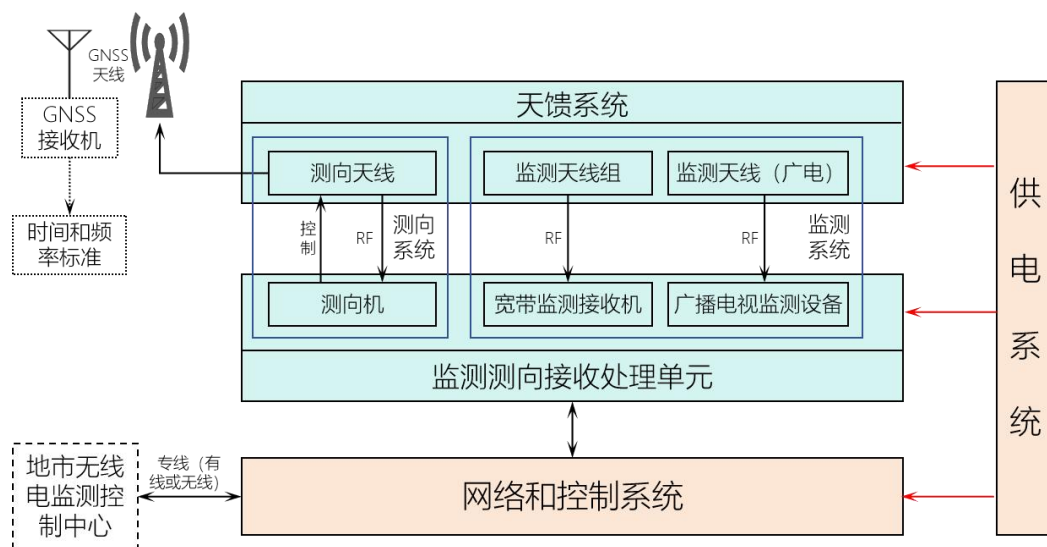 GNSS
天线
GNSS
接收机
时间和频
率标准
天馈系统
测向天线
监测天线组
监测天线（广电）
控
制
RF
测向
系统
RF
RF
监测
系统
测向机
宽带监测接收机
广播电视监测设备
监测测向接收处理单元
供
电
系
统
地市无线
电监测控
制中心
专线（有
线或无线）
网络和控制系统